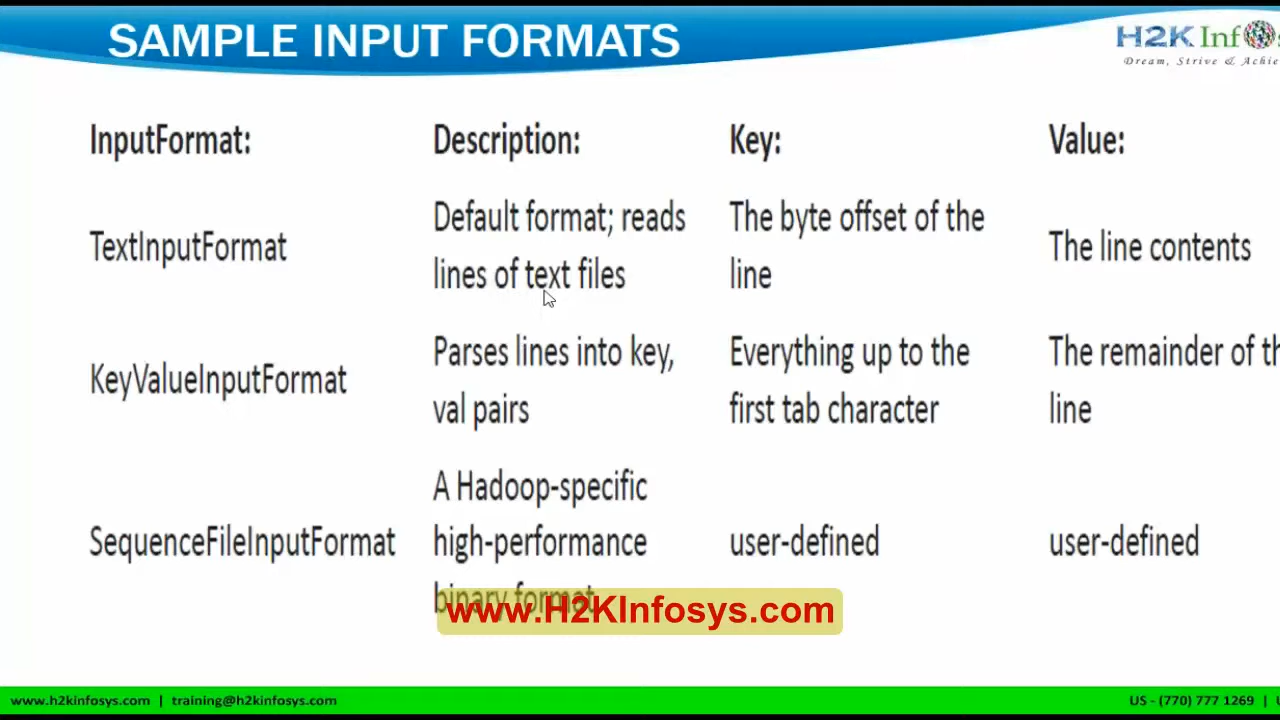 SAMPLE INPUT FORMATS
H2K Inf
Dream, Strive & Achie
InputFormat: Description: Key: Value:
TextInputFormat
Default format; reads
lines of text files
The byte offset of the
line
The line contents
KeyValueInputFormat
Parses lines into key,
val pairs
Everything up to the
first tab character
The remainder of th
line
SequenceFileInputFormat
A Hadoop-specific
high-performance
binary format
user-defined
user-defined
www.H2KInfosys.com
www.h2kinfosys.com | training@h2kinfosys.com
US - (770) 777 1269 |